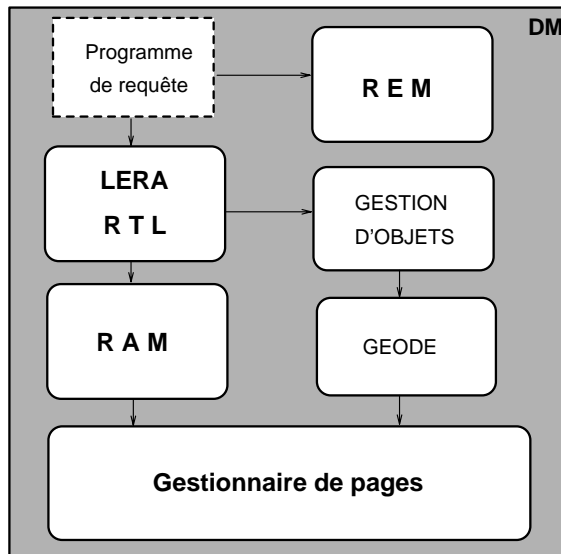 DM
Programme
de requête
R E M
LERA
R T L
GESTION
D'OBJETS
R A M
GEODE
Gestionnaire de pages